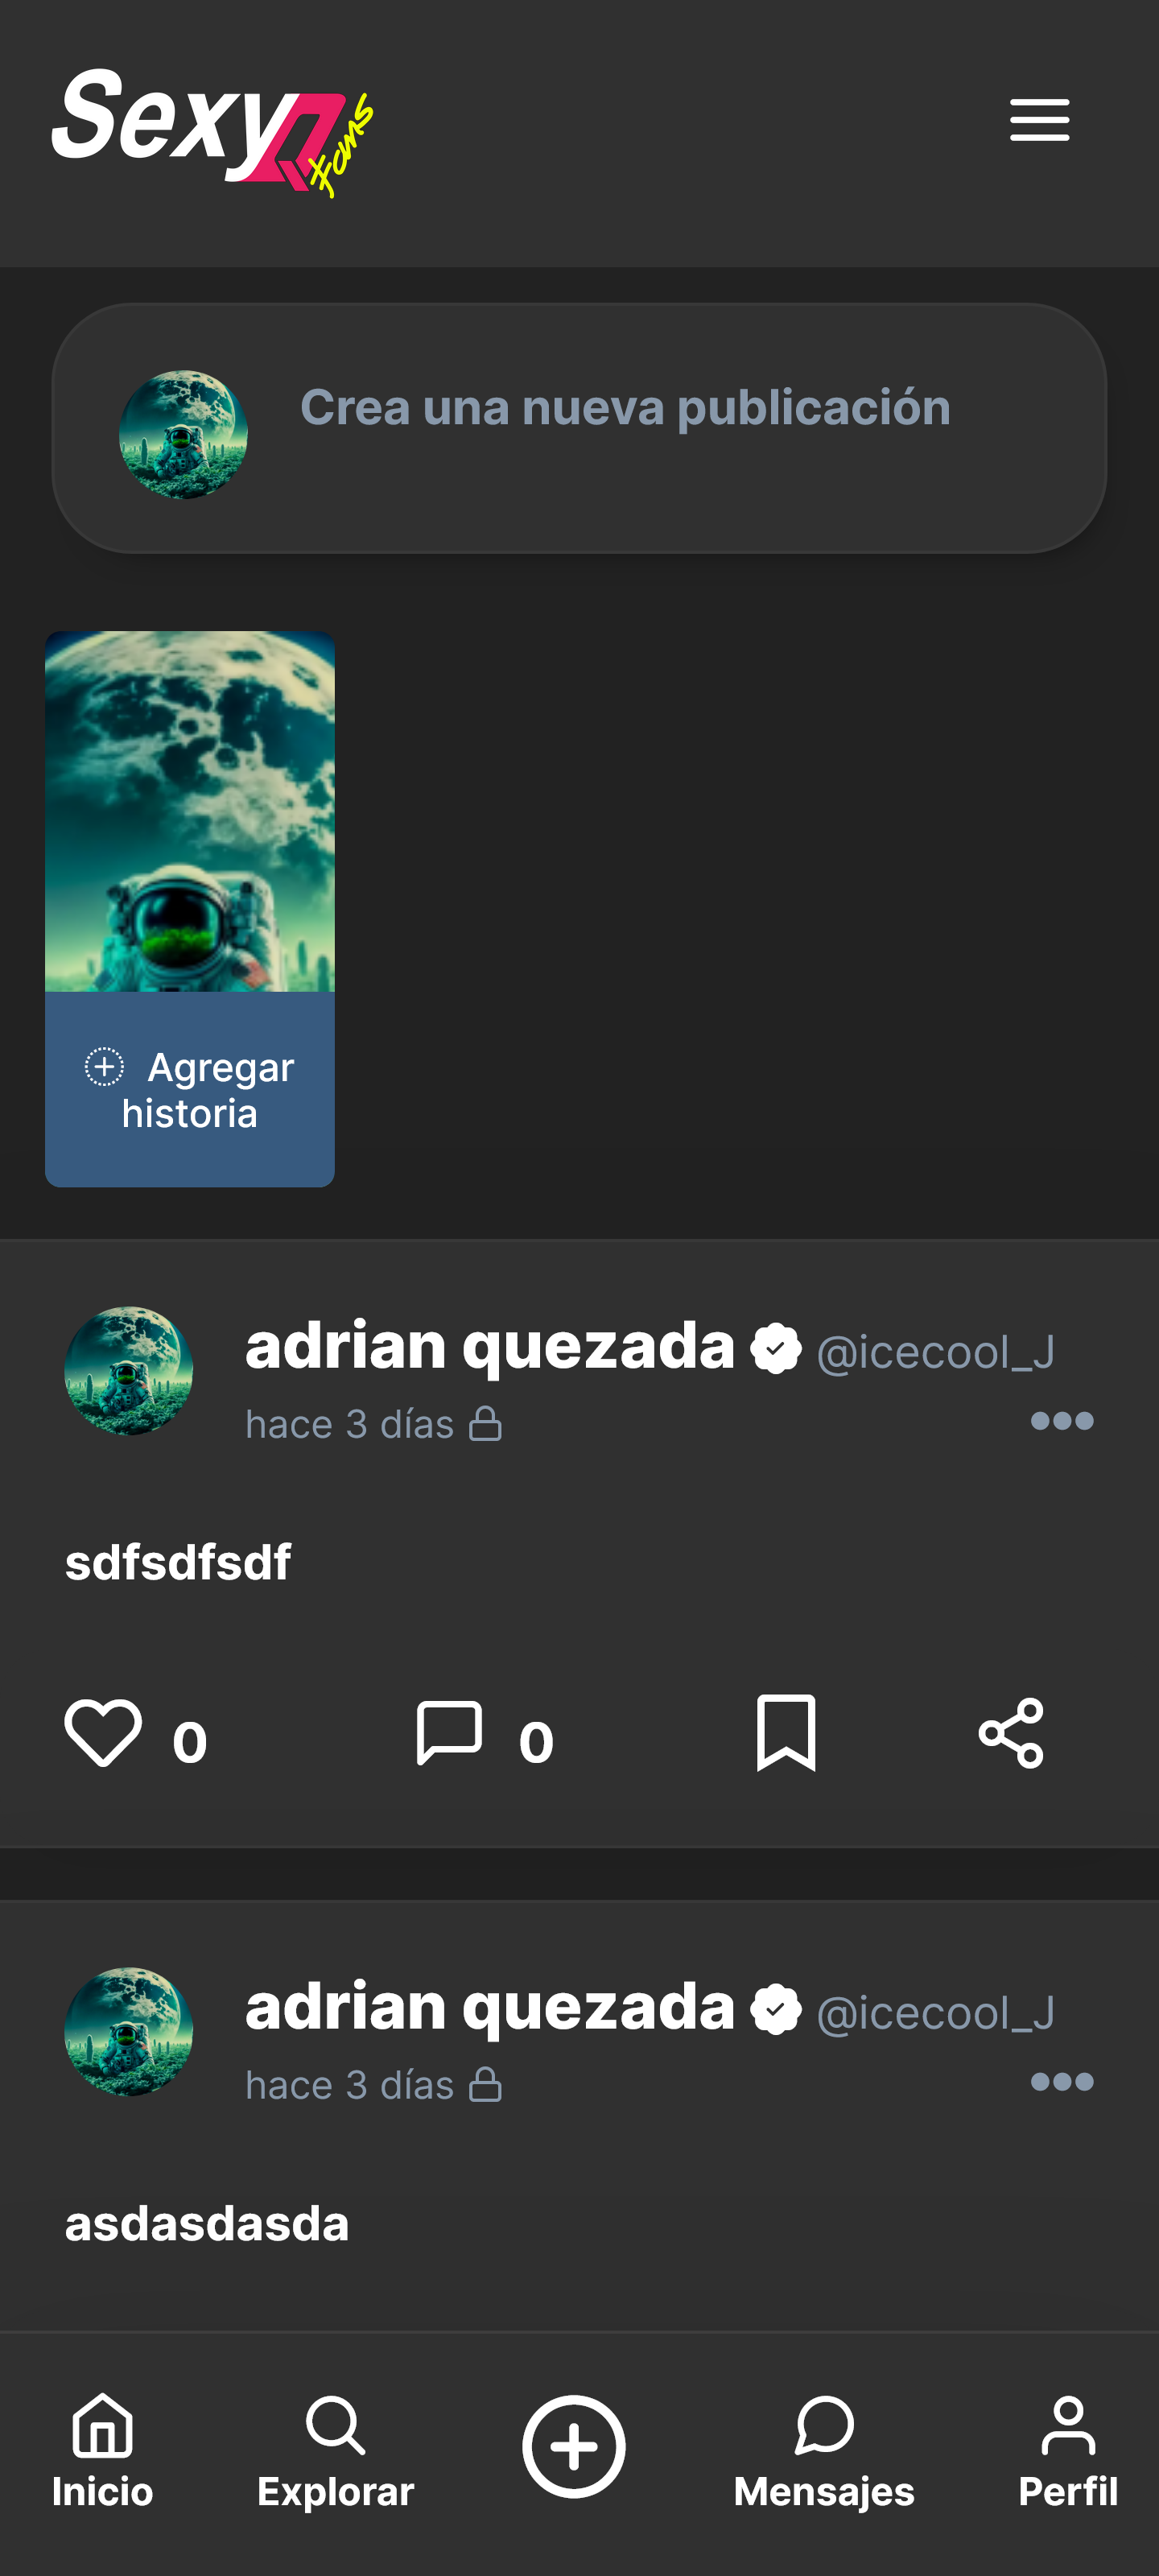 Sexy
Fans
Crea una nueva publicación
Agregar
historia
adrian quezada @icecool_J
hace 3 días
sdfsdfsdf
0 0
adrian quezada @icecool_J
hace 3 días
asdasdasda
Inicio Explorar Mensajes Perfil